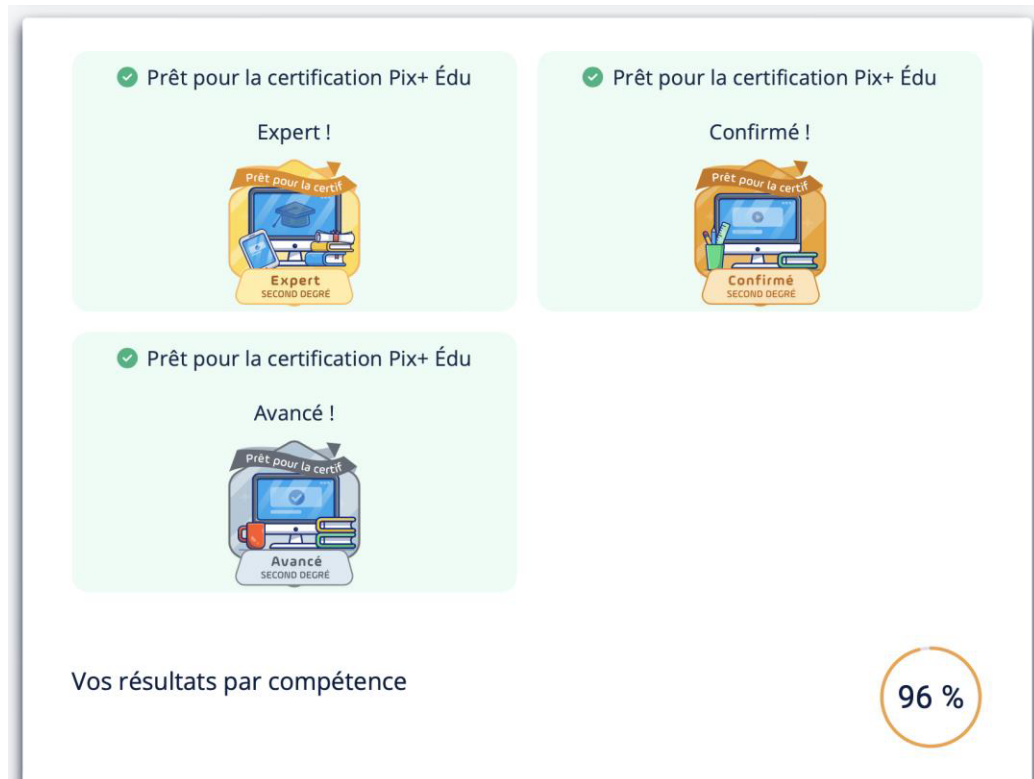 Prêt pour la certification Pix+ Édu
Expert !
Prêt pour la certif
Expert
SECOND DEGRÉ
Prêt pour la certification Pix+ Édu
Confirmé !
Prêt pour la certif
Confirmé
SECOND DEGRÉ
Prêt pour la certification Pix+ Édu
Avancé !
Prêt pour la certif
Avancé
SECOND DEGRÉ
Vos résultats par compétence
96 %